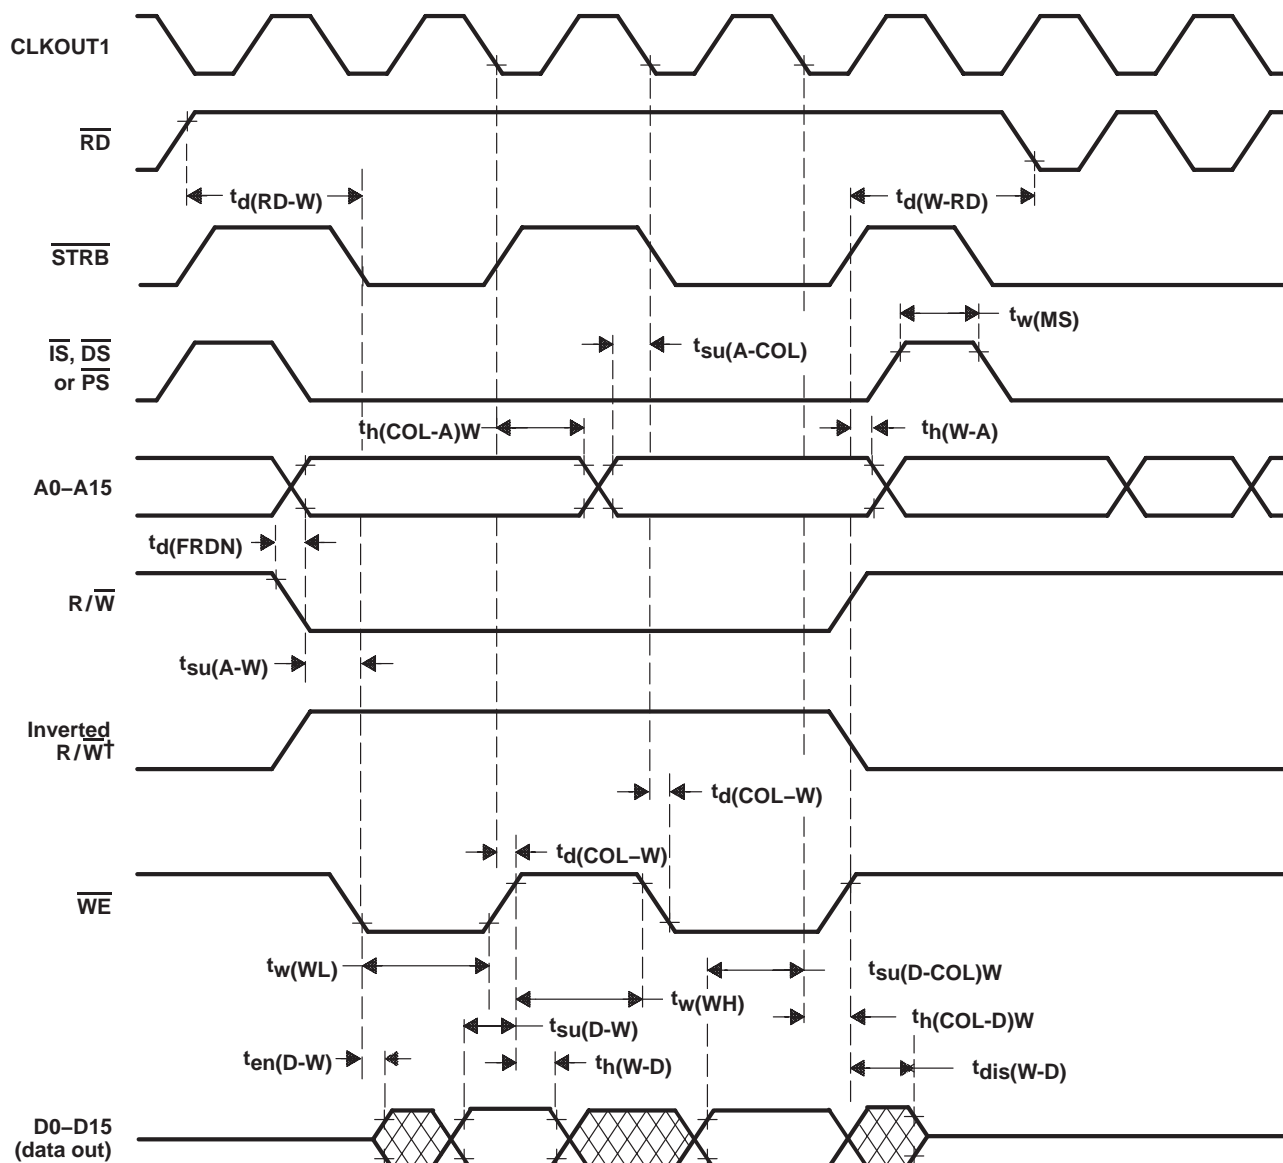 CLKOUT1
RD
td(RD-W)
td(W-RD)
STRB
tw(MS)
IS, DS
or PS
tsu(A-COL)
th(COL-A)W
th(W-A)
A0–A15
td(FRDN)
R/W
tsu(A-W)
Inverted
R/W†
td(COL–W)
td(COL–W)
WE
tw(WL)
tsu(D-COL)W
tw(WH)
th(COL-D)W
tsu(D-W)
ten(D-W)
th(W-D)
tdis(W-D)
D0–D15
(data out)